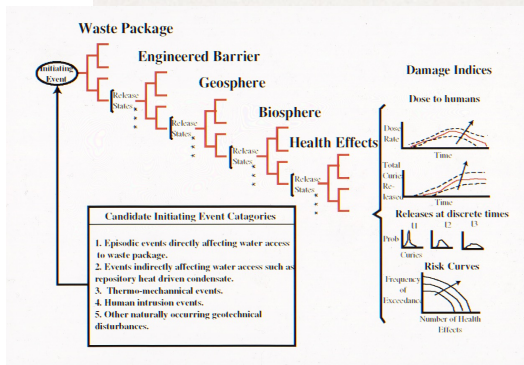 Waste Package
Engineered Barrier
Geosphere
Biosphere
Health Effects
Initiating
Event
Release
States
Release
States
Release
States
Release
States
Candidate Initiating Event Catagories
1. Episodic events directly affecting water access
to waste package.
2. Events indirectly affecting water access such as
repository heat driven condensate.
3. Thermo-mechannical events.
4. Human intrusion events.
5. Other naturally occurring geotechnical
disturbances.
Damage Indices
Dose to humans
Dose
Rate
Time
Total
Curie
Re-
leased
Time
Releases at discrete times
t1 t2 t3
Prob
Curies
Risk Curves
Frequency
of
Exceedance
Number of Health
Effects